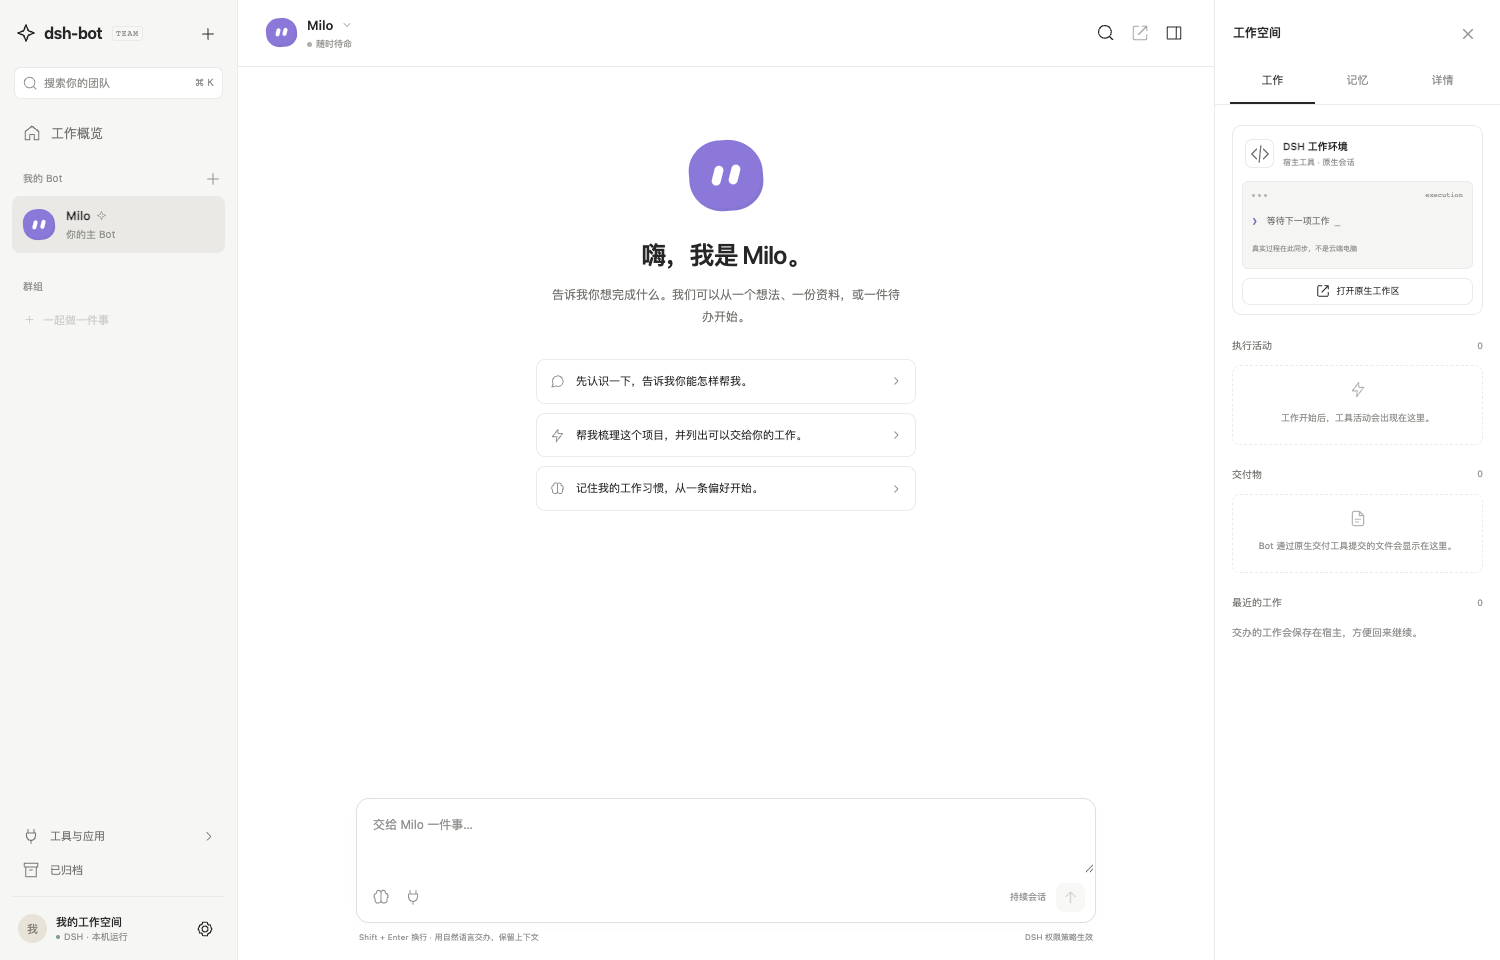 dsh-bot TEAM
搜索你的团队 ⌘ K
工作概览
我的 Bot
Milo
你的主 Bot
群组
一起做一件事
工具与应用
已归档
我
我的工作空间
DSH · 本机运行
Milo
随时待命
嗨，我是 Milo。
告诉我你想完成什么。我们可以从一个想法、一份资料，或一件待
办开始。
先认识一下，告诉我你能怎样帮我。
帮我梳理这个项目，并列出可以交给你的工作。
记住我的工作习惯，从一条偏好开始。
交给 Milo 一件事...
持续会话
Shift + Enter 换行 · 用自然语言交办，保留上下文
DSH 权限策略生效
工作空间
工作 记忆 详情
DSH 工作环境
宿主工具 · 原生会话
execution
❯ 等待下一项工作 _
真实过程在此同步，不是云端电脑
打开原生工作区
执行活动 0
工作开始后，工具活动会出现在这里。
交付物 0
Bot 通过原生交付工具提交的文件会显示在这里。
最近的工作 0
交办的工作会保存在宿主，方便回来继续。